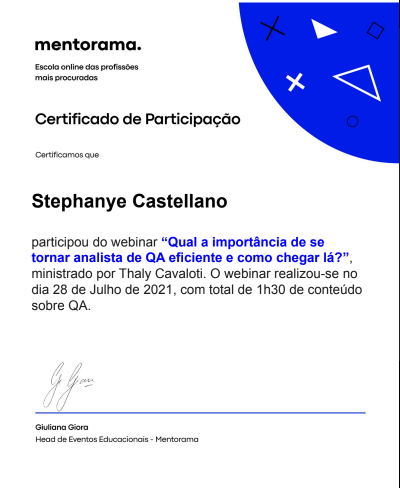 mentorama.
Escola online das profissões
mais procuradas
Certificado de Participação
Certificamos que
Stephanye Castellano
participou do webinar “Qual a importância de se
tornar analista de QA eficiente e como chegar lá?”,
ministrado por Thaly Cavaloti. O webinar realizou-se no
dia 28 de Julho de 2021, com total de 1h30 de conteúdo
sobre QA.
Giuliana Giora
Head de Eventos Educacionais - Mentorama